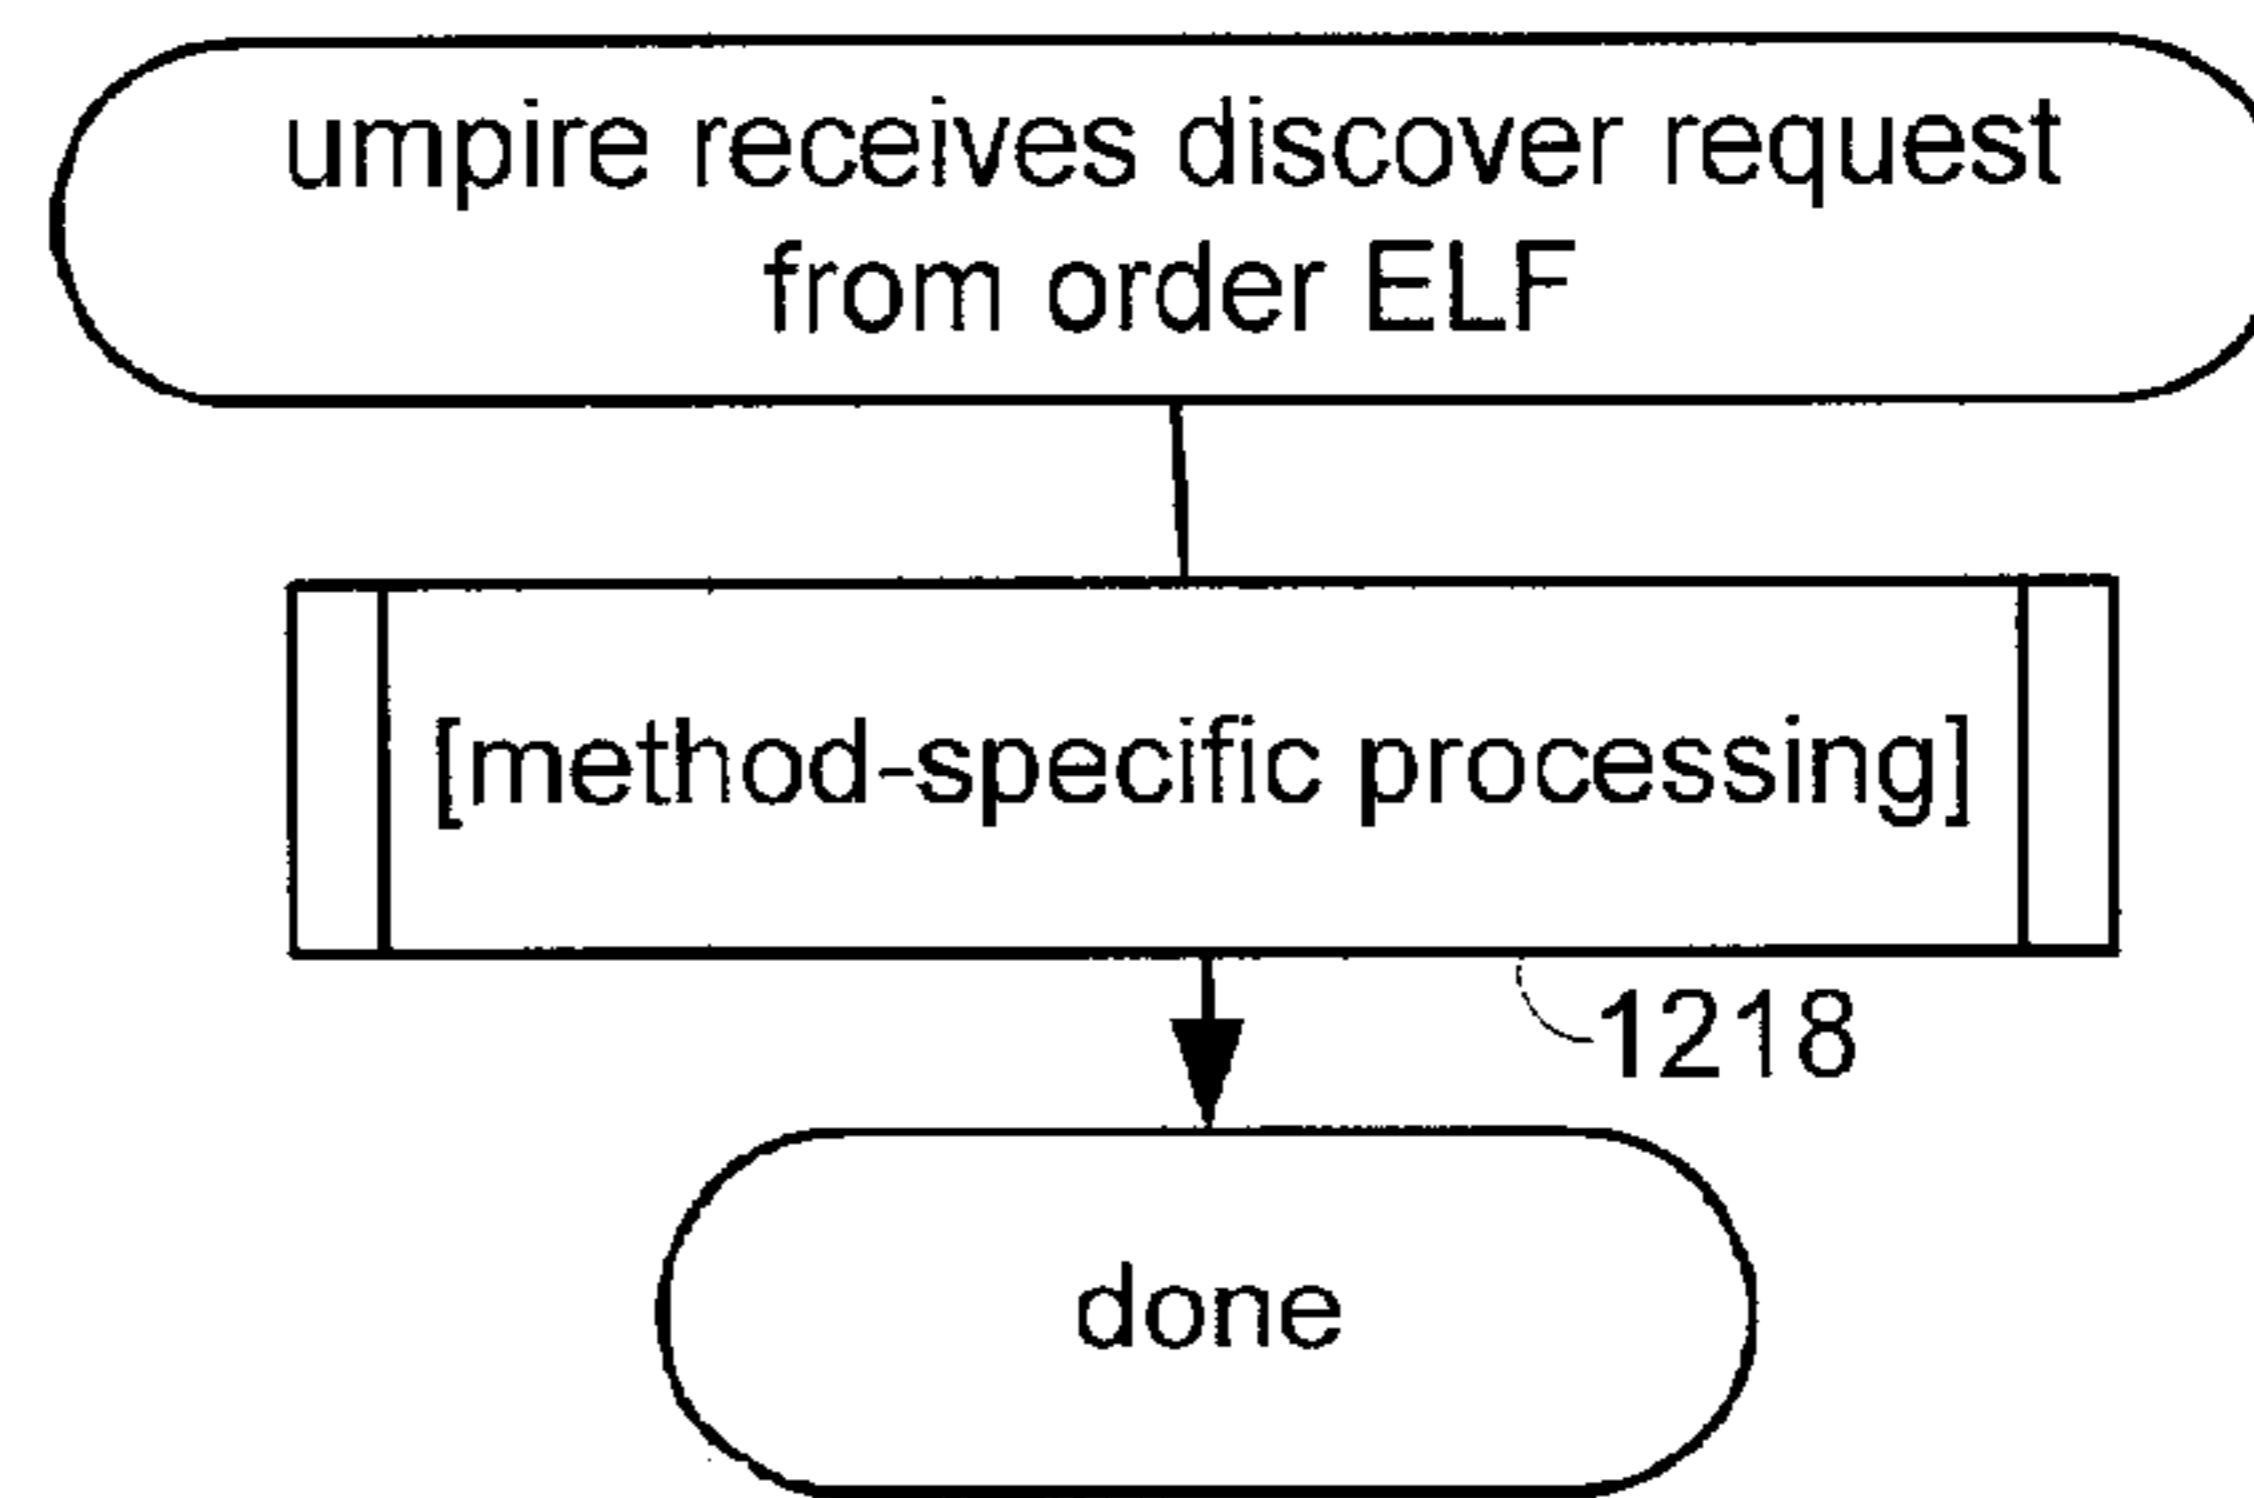 umpire receives discover request
from order ELF
[method-specific processing]
1218
done